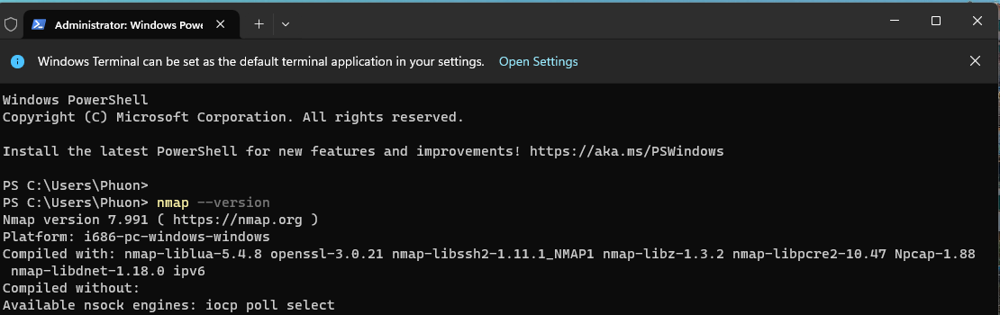 Administrator: Windows Powe
Windows Terminal can be set as the default terminal application in your settings. Open Settings
Windows PowerShell
Copyright (C) Microsoft Corporation. All rights reserved.
Install the latest PowerShell for new features and improvements! https://aka.ms/PSWindows
PS C:\Users\Phuon>
PS C:\Users\Phuon> nmap --version
Nmap version 7.991 ( https://nmap.org )
Platform: i686-pc-windows-windows
Compiled with: nmap-liblua-5.4.8 openssl-3.0.21 nmap-libssh2-1.11.1_NMAP1 nmap-libz-1.3.2 nmap-libpcre2-10.47 Npcap-1.88
 nmap-libdnet-1.18.0 ipv6
Compiled without:
Available nsock engines: iocp poll select